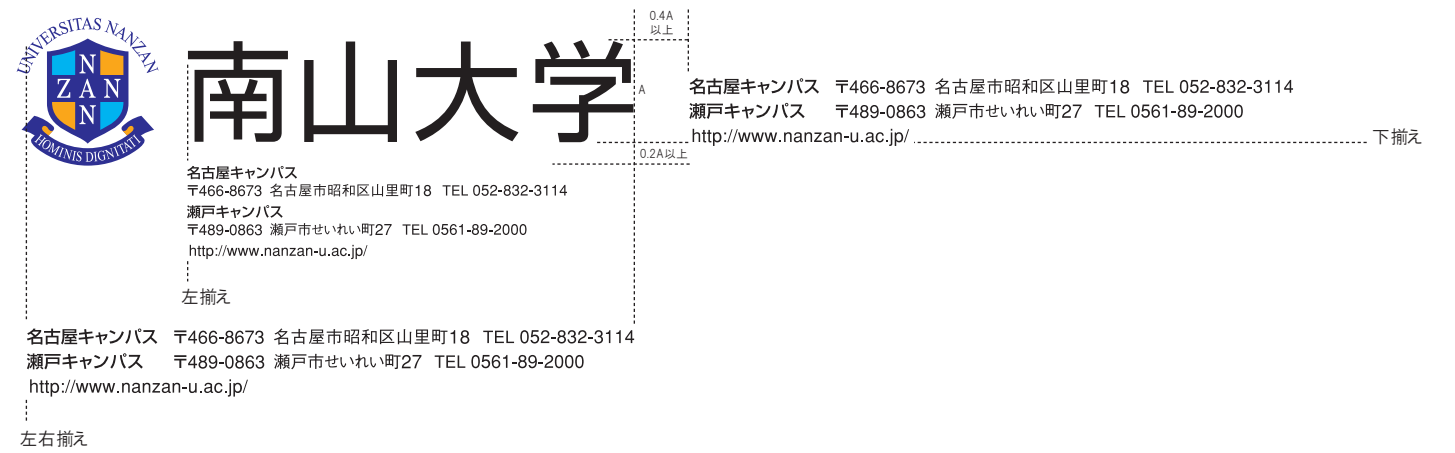 UNIVERSITAS NANZAN
N
ZAN
A
N
HOMINIS DIGNITATI
南山大学
0.4A
以上
A
0.2A以上
名古屋キャンパス 〒466-8673 名古屋市昭和区山里町18 TEL 052-832-3114
瀬戸キャンパス 〒489-0863 瀬戸市せいれい町27 TEL 0561-89-2000
http://www.nanzan-u.ac.jp/
下揃え
名古屋キャンパス
〒466-8673 名古屋市昭和区山里町18 TEL 052-832-3114
瀬戸キャンパス
〒489-0863 瀬戸市せいれい町27 TEL 0561-89-2000
http://www.nanzan-u.ac.jp/
左揃え
名古屋キャンパス 〒466-8673 名古屋市昭和区山里町18 TEL 052-832-3114
瀬戸キャンパス 〒489-0863 瀬戸市せいれい町27 TEL 0561-89-2000
http://www.nanzan-u.ac.jp/
左右揃え